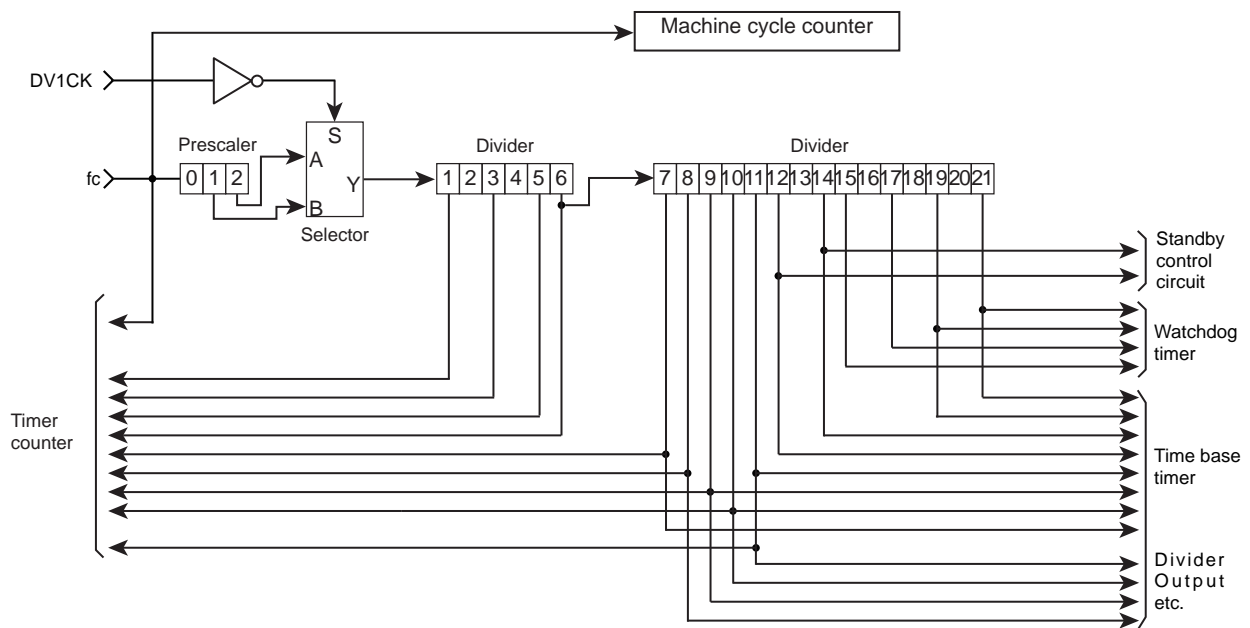 Machine cycle counter
DV1CK
S
Prescaler
Divider
Divider
fc
0 1 2
A
Y
B
1 2 3 4 5 6
7 8 9 10 11 12 13 14 15 16 17 18 19 20 21
Selector
Standby
control
circuit
Watchdog
timer
Timer
counter
Time base
timer
Divider
Output
etc.